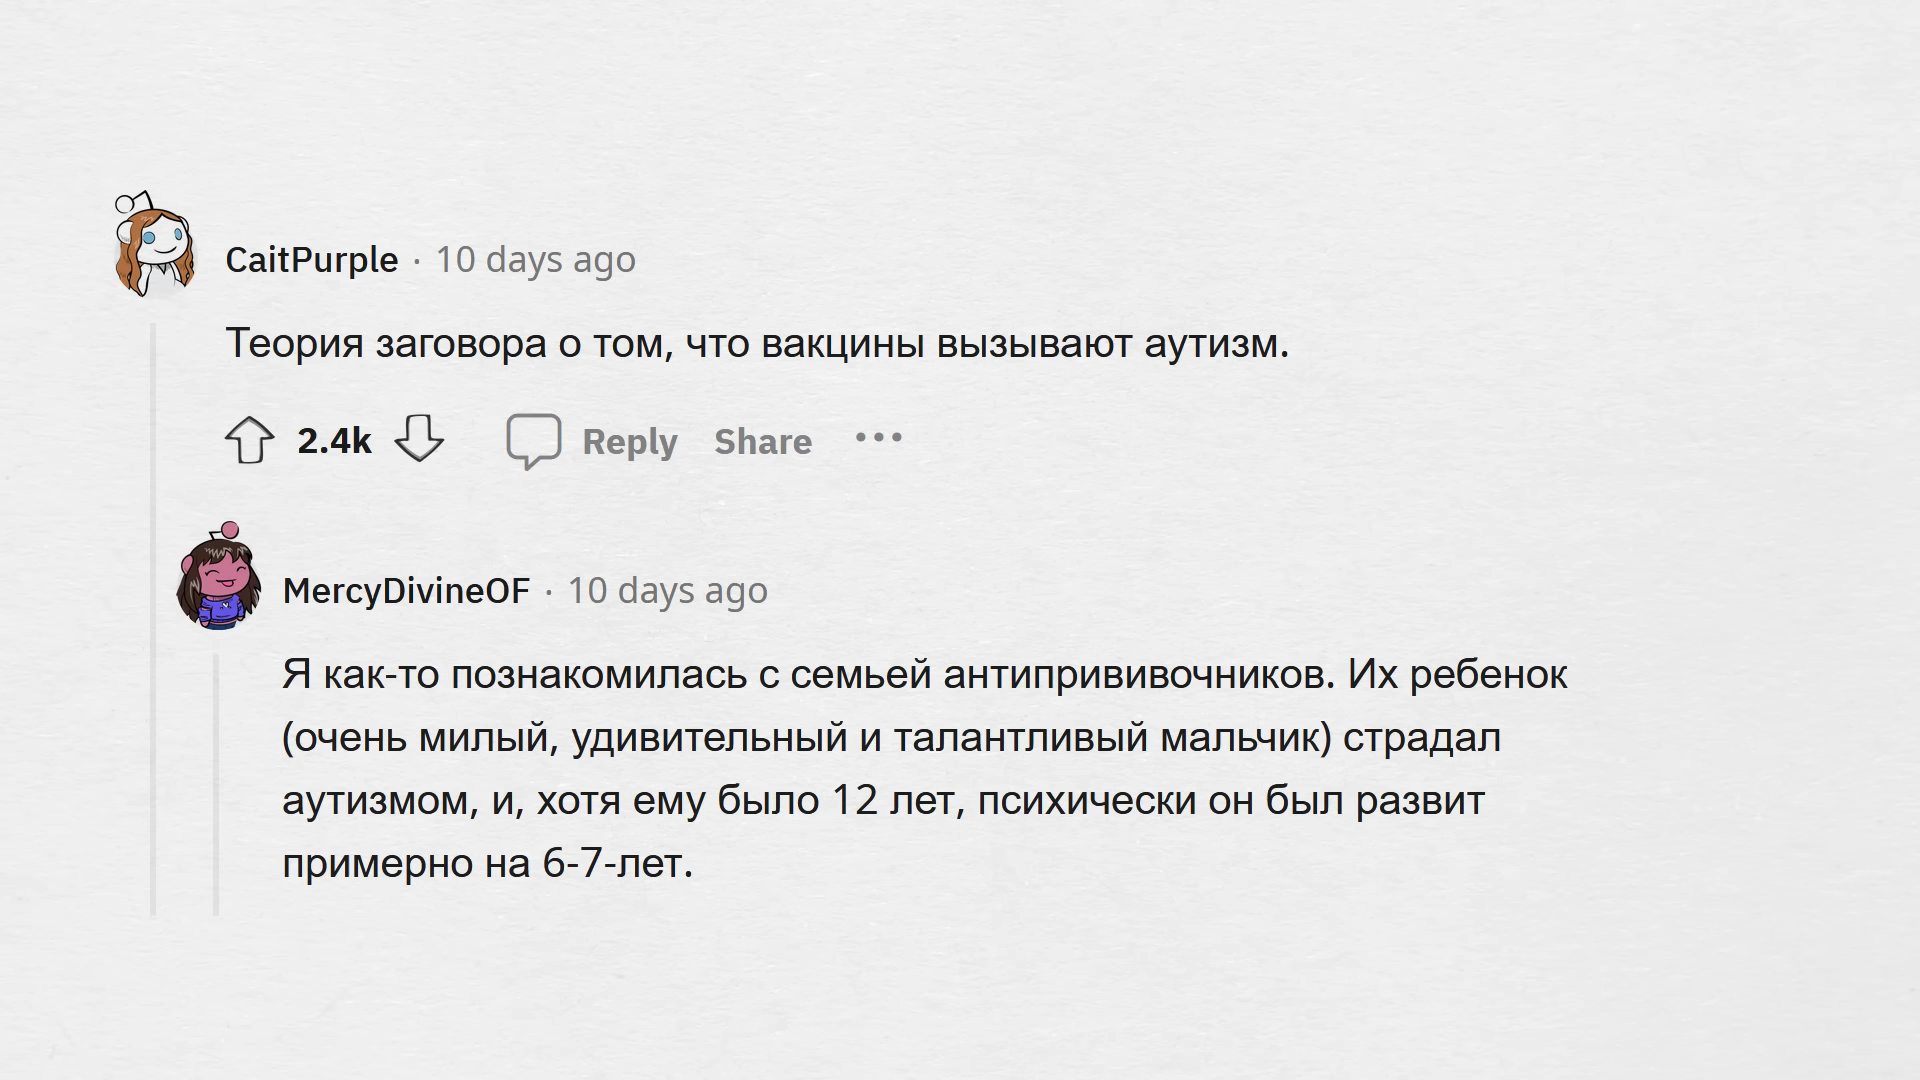 CaitPurple · 10 days ago
Теория заговора о том, что вакцины вызывают аутизм.
2.4k Reply Share ···
MercyDivineOF · 10 days ago
Я как-то познакомилась с семьей антипрививочников. Их ребенок
(очень милый, удивительный и талантливый мальчик) страдал
аутизмом, и, хотя ему было 12 лет, психически он был развит
примерно на 6-7-лет.